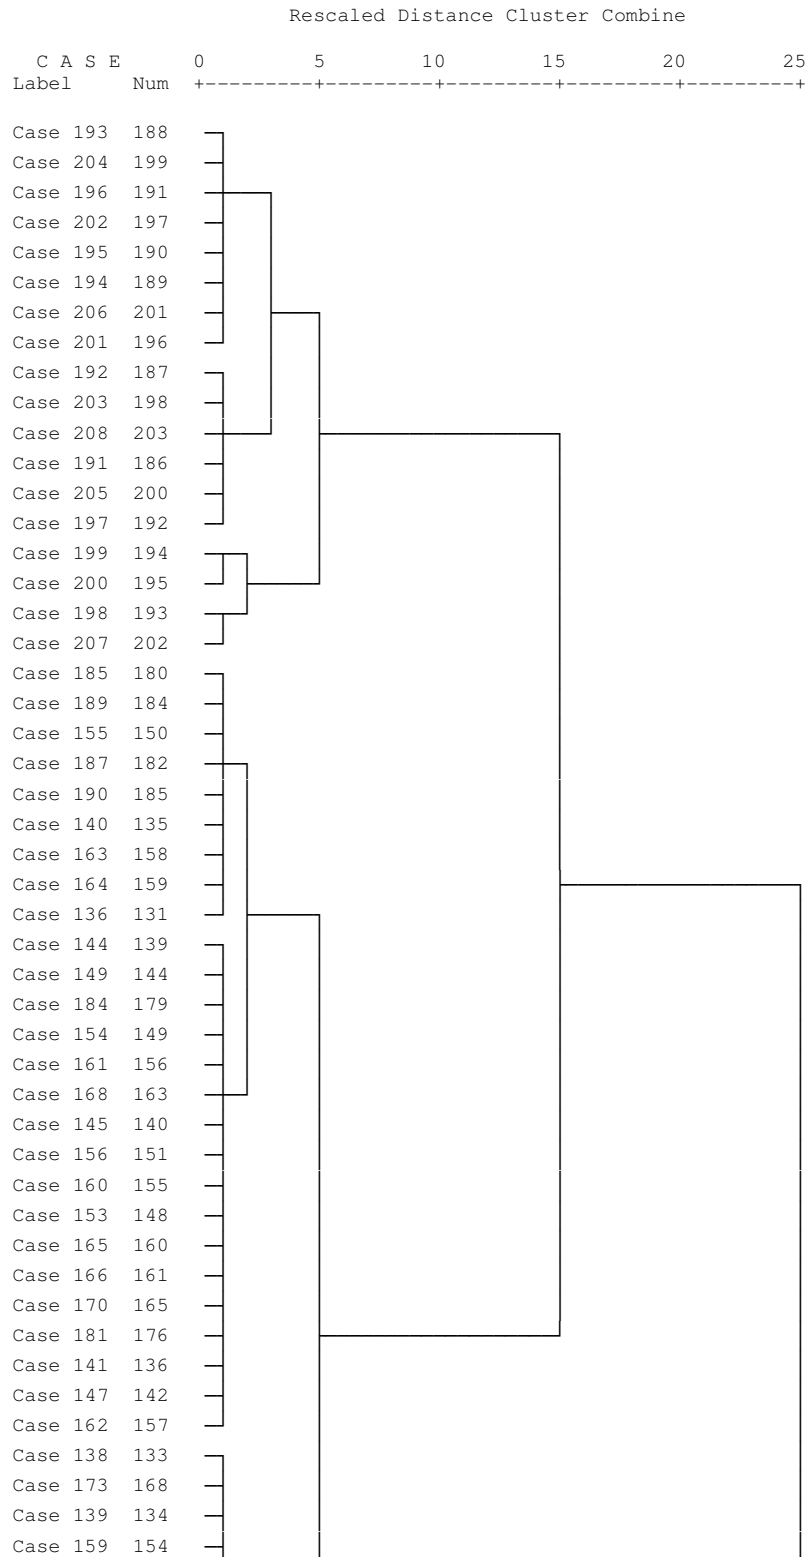 Rescaled Distance Cluster Combine
C A S E 0 5 10 15 20 25
Label Num +---------+---------+---------+---------+---------+
Case 193 188
Case 204 199
Case 196 191
Case 202 197
Case 195 190
Case 194 189
Case 206 201
Case 201 196
Case 192 187
Case 203 198
Case 208 203
Case 191 186
Case 205 200
Case 197 192
Case 199 194
Case 200 195
Case 198 193
Case 207 202
Case 185 180
Case 189 184
Case 155 150
Case 187 182
Case 190 185
Case 140 135
Case 163 158
Case 164 159
Case 136 131
Case 144 139
Case 149 144
Case 184 179
Case 154 149
Case 161 156
Case 168 163
Case 145 140
Case 156 151
Case 160 155
Case 153 148
Case 165 160
Case 166 161
Case 170 165
Case 181 176
Case 141 136
Case 147 142
Case 162 157
Case 138 133
Case 173 168
Case 139 134
Case 159 154